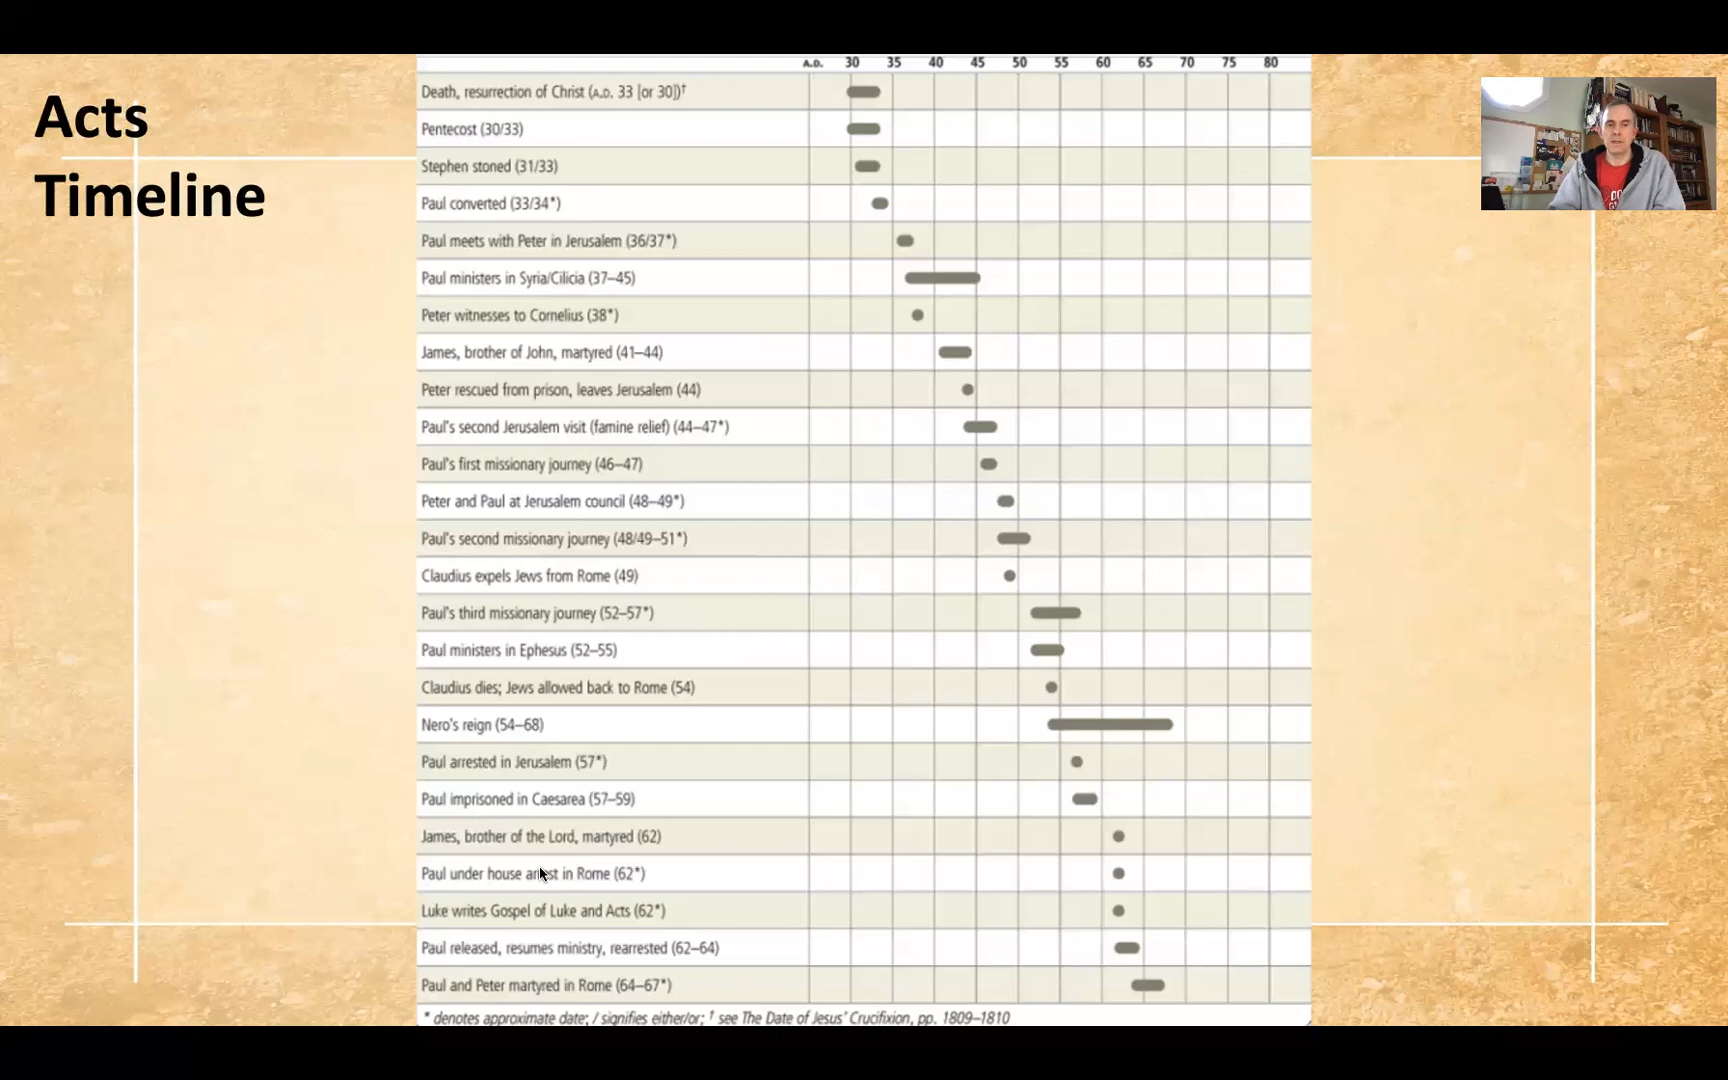 Acts
Timeline
A.D. 30 35 40 45 50 55 60 65 70 75 80
Death, resurrection of Christ (A.D. 33 [or 30])†
Pentecost (30/33)
Stephen stoned (31/33)
Paul converted (33/34*)
Paul meets with Peter in Jerusalem (36/37*)
Paul ministers in Syria/Cilicia (37–45)
Peter witnesses to Cornelius (38*)
James, brother of John, martyred (41–44)
Peter rescued from prison, leaves Jerusalem (44)
Paul's second Jerusalem visit (famine relief) (44–47*)
Paul's first missionary journey (46–47)
Peter and Paul at Jerusalem council (48–49*)
Paul's second missionary journey (48/49–51*)
Claudius expels Jews from Rome (49)
Paul's third missionary journey (52–57*)
Paul ministers in Ephesus (52–55)
Claudius dies; Jews allowed back to Rome (54)
Nero's reign (54–68)
Paul arrested in Jerusalem (57*)
Paul imprisoned in Caesarea (57–59)
James, brother of the Lord, martyred (62)
Paul under house arrest in Rome (62*)
Luke writes Gospel of Luke and Acts (62*)
Paul released, resumes ministry, rearrested (62–64)
Paul and Peter martyred in Rome (64–67*)
* denotes approximate date; / signifies either/or; † see The Date of Jesus' Crucifixion, pp. 1809–1810